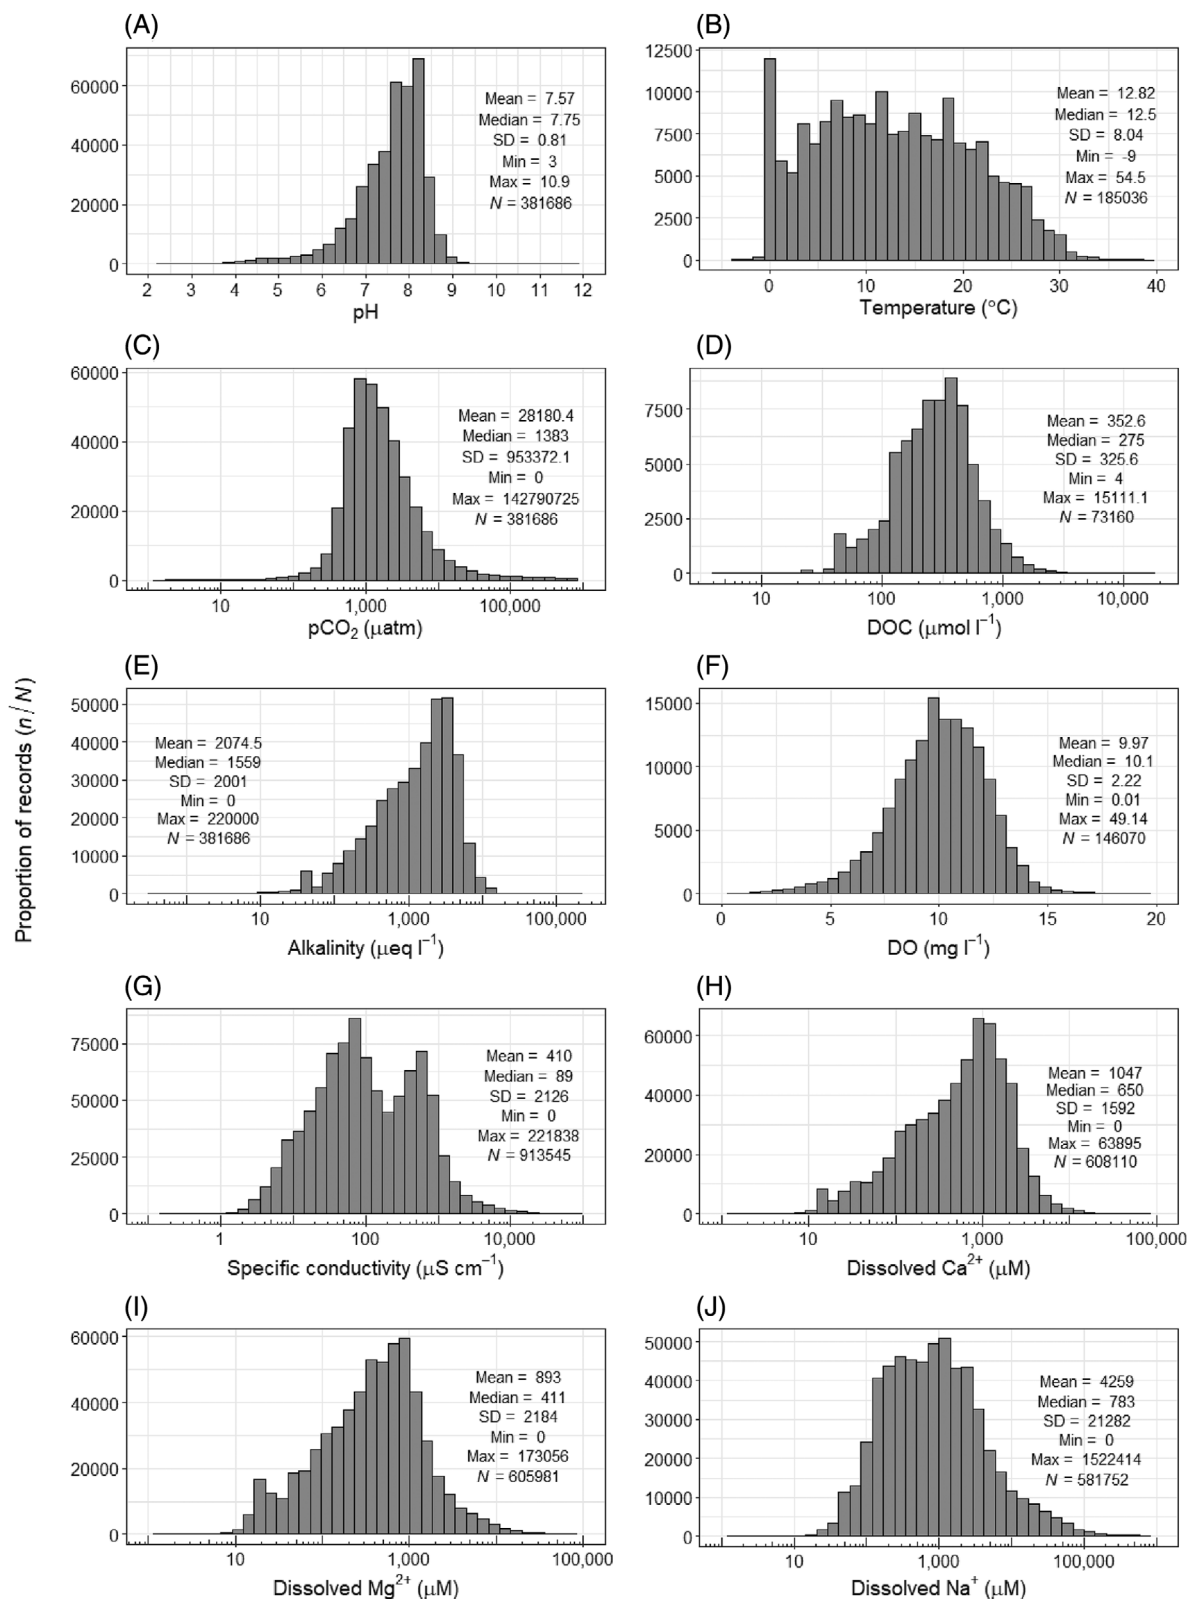 (A)
60000
40000
20000
0
Mean = 7.57
Median = 7.75
SD = 0.81
Min = 3
Max = 10.9
N = 381686
2 3 4 5 6 7 8 9 10 11 12
pH
(B)
12500
10000
7500
5000
2500
0
Mean = 12.82
Median = 12.5
SD = 8.04
Min = -9
Max = 54.5
N = 185036
0 10 20 30 40
Temperature (°C)
(C)
60000
40000
20000
0
Mean = 28180.4
Median = 1383
SD = 953372.1
Min = 0
Max = 142790725
N = 381686
10 1,000 100,000
pCO₂ (μatm)
(D)
7500
5000
2500
0
Mean = 352.6
Median = 275
SD = 325.6
Min = 4
Max = 15111.1
N = 73160
10 100 1,000 10,000
DOC (μmol l⁻¹)
Proportion of records (n/N)
(E)
50000
40000
30000
20000
10000
0
Mean = 2074.5
Median = 1559
SD = 2001
Min = 0
Max = 220000
N = 381686
10 1,000 100,000
Alkalinity (μeq l⁻¹)
(F)
15000
10000
5000
0
Mean = 9.97
Median = 10.1
SD = 2.22
Min = 0.01
Max = 49.14
N = 146070
0 5 10 15 20
DO (mg l⁻¹)
(G)
75000
50000
25000
0
Mean = 410
Median = 89
SD = 2126
Min = 0
Max = 221838
N = 913545
1 100 10,000
Specific conductivity (μS cm⁻¹)
(H)
60000
40000
20000
0
Mean = 1047
Median = 650
SD = 1592
Min = 0
Max = 63895
N = 608110
10 1,000 100,000
Dissolved Ca²⁺ (μM)
(I)
60000
40000
20000
0
Mean = 893
Median = 411
SD = 2184
Min = 0
Max = 173056
N = 605981
10 1,000 100,000
Dissolved Mg²⁺ (μM)
(J)
50000
40000
30000
20000
10000
0
Mean = 4259
Median = 783
SD = 21282
Min = 0
Max = 1522414
N = 581752
10 1,000 100,000
Dissolved Na⁺ (μM)